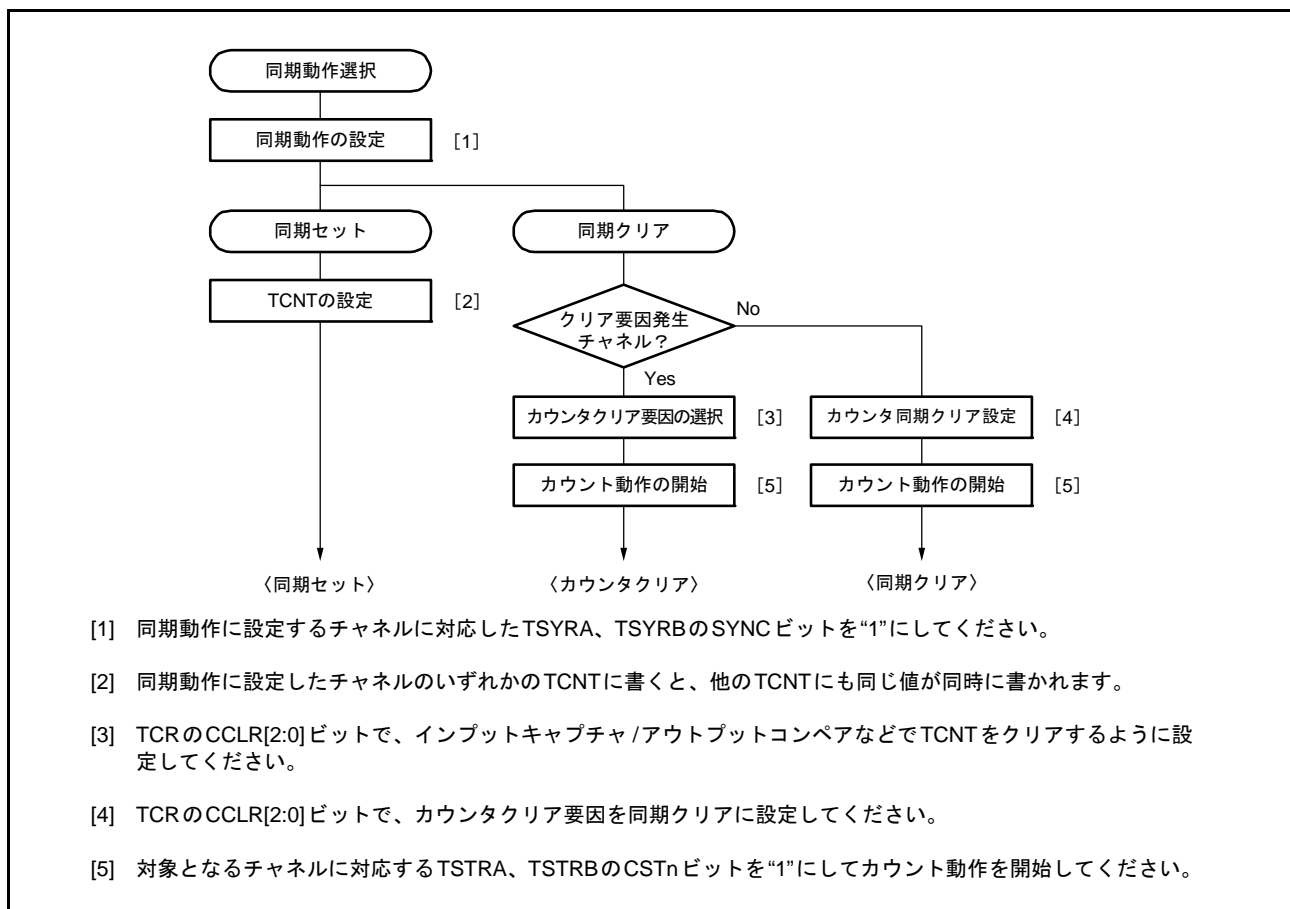 同期動作選択
同期動作の設定 [1]
同期セット 同期クリア
TCNTの設定 [2]
クリア要因発生
チャネル？
No
Yes
カウンタクリア要因の選択 [3] カウンタ同期クリア設定 [4]
カウント動作の開始 [5] カウント動作の開始 [5]
〈同期セット〉 〈カウンタクリア〉 〈同期クリア〉
[1] 同期動作に設定するチャネルに対応したTSYRA、TSYRBのSYNCビットを“1”にしてください。
[2] 同期動作に設定したチャネルのいずれかのTCNTに書くと、他のTCNTにも同じ値が同時に書かれます。
[3] TCRのCCLR[2:0]ビットで、インプットキャプチャ/アウトプットコンペアなどでTCNTをクリアするように設
定してください。
[4] TCRのCCLR[2:0]ビットで、カウンタクリア要因を同期クリアに設定してください。
[5] 対象となるチャネルに対応するTSTRA、TSTRBのCSTnビットを“1”にしてカウント動作を開始してください。